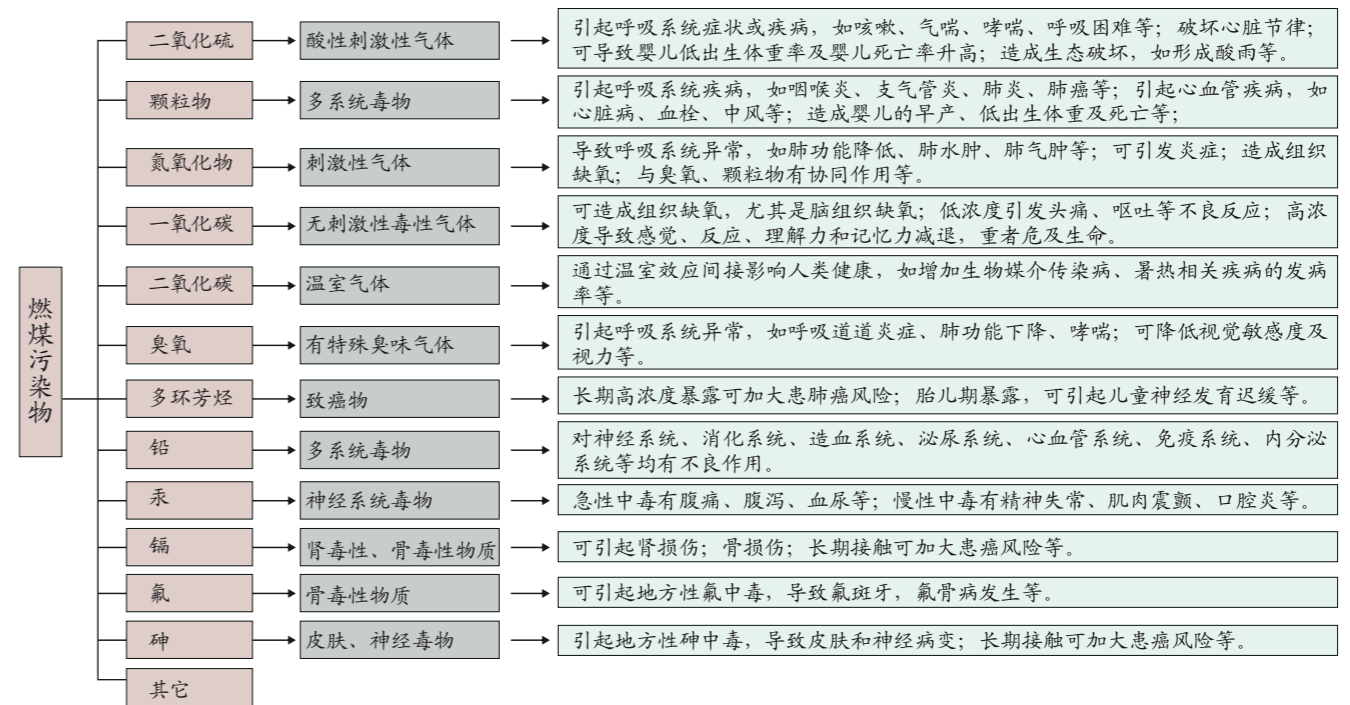 燃煤污染物
二氧化硫
酸性刺激性气体
引起呼吸系统症状或疾病，如咳嗽、气喘、哮喘、呼吸困难等；破坏心脏节律；
可导致婴儿低出生体重率及婴儿死亡率升高；造成生态破坏，如形成酸雨等。
颗粒物
多系统毒物
引起呼吸系统疾病，如咽喉炎、支气管炎、肺炎、肺癌等；引起心血管疾病，如
心脏病、血栓、中风等；造成婴儿的早产、低出生体重及死亡等；
氮氧化物
刺激性气体
导致呼吸系统异常，如肺功能降低、肺水肿、肺气肿等；可引发炎症；造成组织
缺氧；与臭氧、颗粒物有协同作用等。
一氧化碳
无刺激性毒性气体
可造成组织缺氧，尤其是脑组织缺氧；低浓度引发头痛、呕吐等不良反应；高浓
度导致感觉、反应、理解力和记忆力减退，重者危及生命。
二氧化碳
温室气体
通过温室效应间接影响人类健康，如增加生物媒介传染病、暑热相关疾病的发病
率等。
臭氧
有特殊臭味气体
引起呼吸系统异常，如呼吸道道炎症、肺功能下降、哮喘；可降低视觉敏感度及
视力等。
多环芳烃
致癌物
长期高浓度暴露可加大患肺癌风险；胎儿期暴露，可引起儿童神经发育迟缓等。
铅
多系统毒物
对神经系统、消化系统、造血系统、泌尿系统、心血管系统、免疫系统、内分泌
系统等均有不良作用。
汞
神经系统毒物
急性中毒有腹痛、腹泻、血尿等；慢性中毒有精神失常、肌肉震颤、口腔炎等。
镉
肾毒性、骨毒性物质
可引起肾损伤；骨损伤；长期接触可加大患癌风险等。
氟
骨毒性物质
可引起地方性氟中毒，导致氟斑牙，氟骨病发生等。
砷
皮肤、神经毒物
引起地方性砷中毒，导致皮肤和神经病变；长期接触可加大患癌风险等。
其它